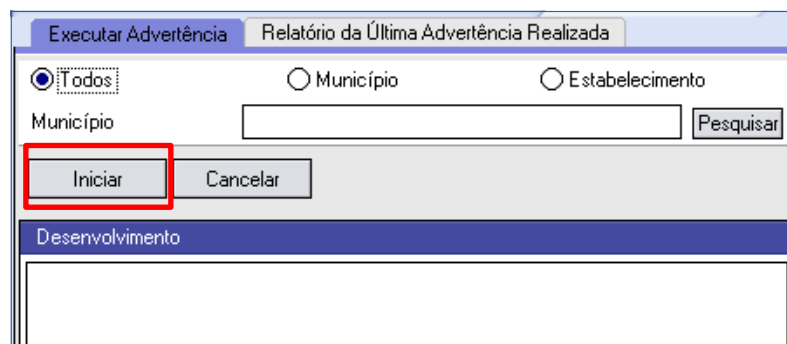 Executar Advertência Relatório da Última Advertência Realizada
Todos Município Estabelecimento
Município Pesquisar
Iniciar Cancelar
Desenvolvimento